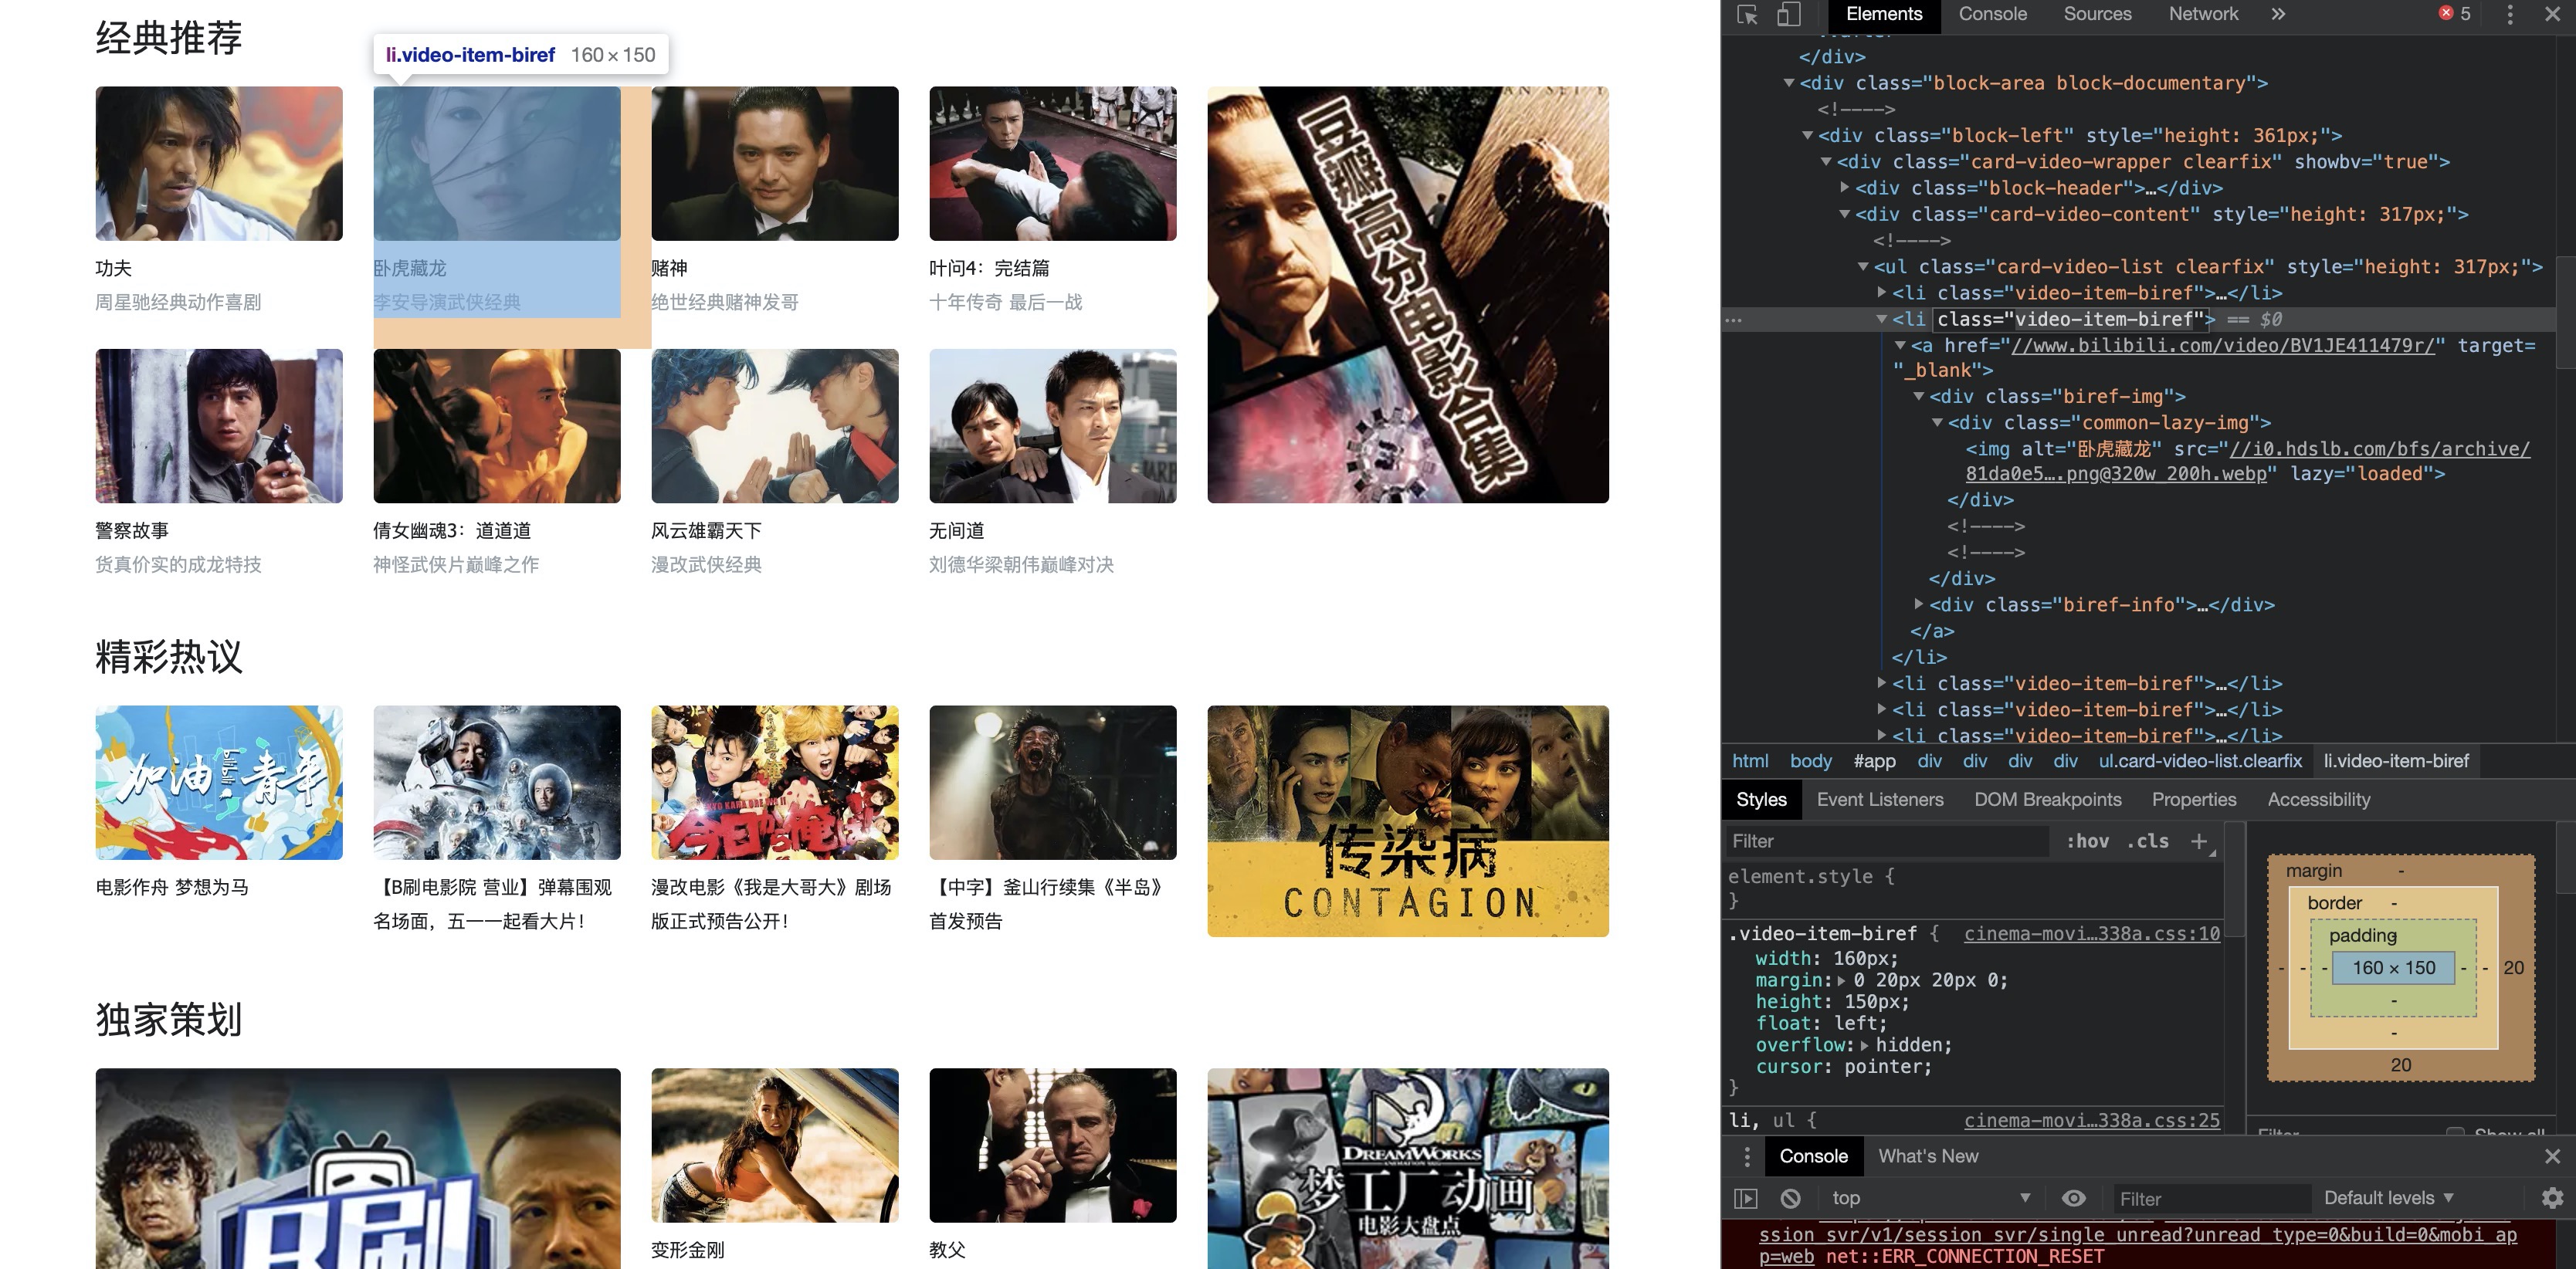 经典推荐
li.video-item-biref 160 × 150
功夫
周星驰经典动作喜剧
卧虎藏龙
李安导演武侠经典
赌神
绝世经典赌神发哥
叶问4：完结篇
十年传奇 最后一战
豆瓣高分电影合集
警察故事
货真价实的成龙特技
倩女幽魂3：道道道
神怪武侠片巅峰之作
风云雄霸天下
漫改武侠经典
无间道
刘德华梁朝伟巅峰对决
精彩热议
加油 bilibili 青年
电影作舟 梦想为马
【B刷电影院 营业】弹幕围观
名场面，五一一起看大片！
今日から俺は!!
漫改电影《我是大哥大》剧场
版正式预告公开！
【中字】釜山行续集《半岛》
首发预告
传染病
CONTAGION
独家策划
B刷
变形金刚
教父
DREAMWORKS
ANIMATION SKG
梦工厂动画
电影大盘点
Elements Console Sources Network » 5
</div>
<div class="block-area block-documentary">
<!---->
<div class="block-left" style="height: 361px;">
<div class="card-video-wrapper clearfix" showbv="true">
<div class="block-header">…</div>
<div class="card-video-content" style="height: 317px;">
<!---->
<ul class="card-video-list clearfix" style="height: 317px;">
<li class="video-item-biref">…</li>
<li class="video-item-biref"> == $0
<a href="//www.bilibili.com/video/BV1JE411479r/" target=
"_blank">
<div class="biref-img">
<div class="common-lazy-img">
<img alt="卧虎藏龙" src="//i0.hdslb.com/bfs/archive/
81da0e5….png@320w_200h.webp" lazy="loaded">
</div>
<!---->
<!---->
</div>
<div class="biref-info">…</div>
</a>
</li>
<li class="video-item-biref">…</li>
<li class="video-item-biref">…</li>
<li class="video-item-biref">…</li>
html body #app div div div div ul.card-video-list.clearfix li.video-item-biref
Styles Event Listeners DOM Breakpoints Properties Accessibility
Filter :hov .cls +
element.style {
}
.video-item-biref { cinema-movi…338a.css:10
width: 160px;
margin: 0 20px 20px 0;
height: 150px;
float: left;
overflow: hidden;
cursor: pointer;
}
li, ul { cinema-movi…338a.css:25
margin -
border -
padding -
- - - 160 × 150 - - 20
-
-
20
Filter Show all
Console What's New
top Filter Default levels
ssion_svr/v1/session_svr/single_unread?unread_type=0&build=0&mobi_ap
p=web net::ERR_CONNECTION_RESET